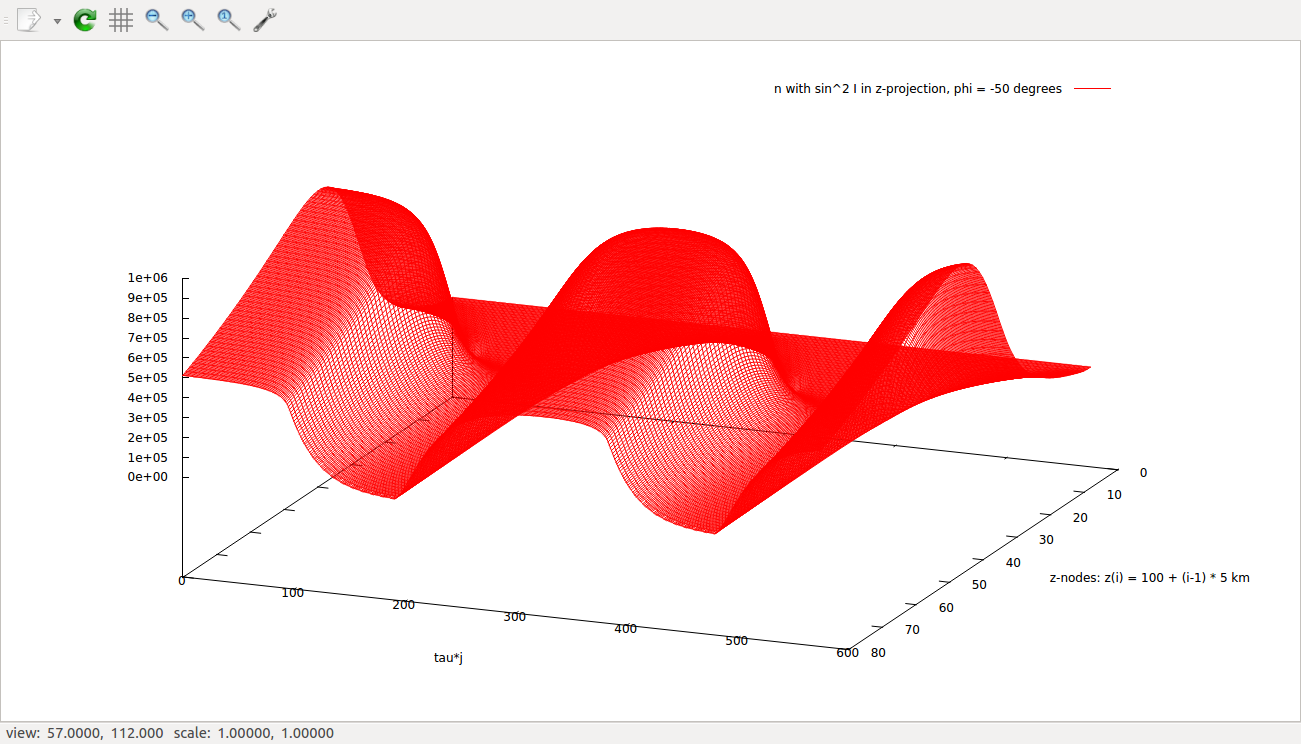 n with sin^2 I in z-projection, phi = -50 degrees
1e+06
9e+05
8e+05
7e+05
6e+05
5e+05
4e+05
3e+05
2e+05
1e+05
0e+00
0
10
20
30
40
50
60
70
80
z-nodes: z(i) = 100 + (i-1) * 5 km
0
100
200
300
400
500
600
tau*j
view: 57.0000, 112.000 scale: 1.00000, 1.00000